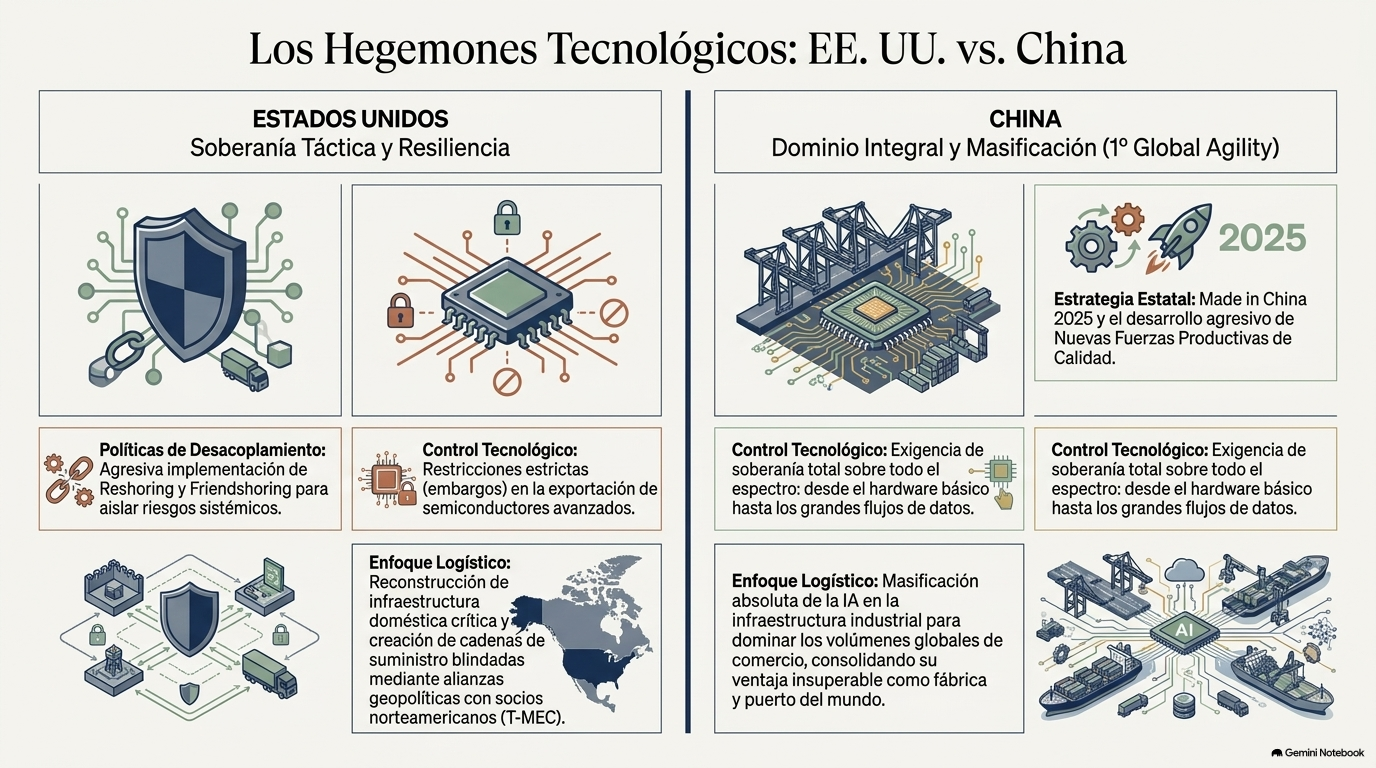 Los Hegemones Tecnológicos: EE. UU. vs. China
ESTADOS UNIDOS
Soberanía Táctica y Resiliencia
Políticas de Desacoplamiento:
Agresiva implementación de
Reshoring y Friendshoring para
aislar riesgos sistémicos.
Control Tecnológico:
Restricciones estrictas
(embargos) en la exportación de
semiconductores avanzados.
Enfoque Logístico:
Reconstrucción de
infraestructura
doméstica crítica y
creación de cadenas de
suministro blindadas
mediante alianzas
geopolíticas con socios
norteamericanos (T-MEC).
CHINA
Dominio Integral y Masificación (1º Global Agility)
2025
Estrategia Estatal: Made in China
2025 y el desarrollo agresivo de
Nuevas Fuerzas Productivas de
Calidad.
Control Tecnológico: Exigencia de
soberanía total sobre todo el
espectro: desde el hardware básico
hasta los grandes flujos de datos.
Control Tecnológico: Exigencia de
soberanía total sobre todo el
espectro: desde el hardware básico
hasta los grandes flujos de datos.
Enfoque Logístico: Masificación
absoluta de la IA en la
infraestructura industrial para
dominar los volúmenes globales de
comercio, consolidando su
ventaja insuperable como fábrica
y puerto del mundo.
AI
Gemini Notebook